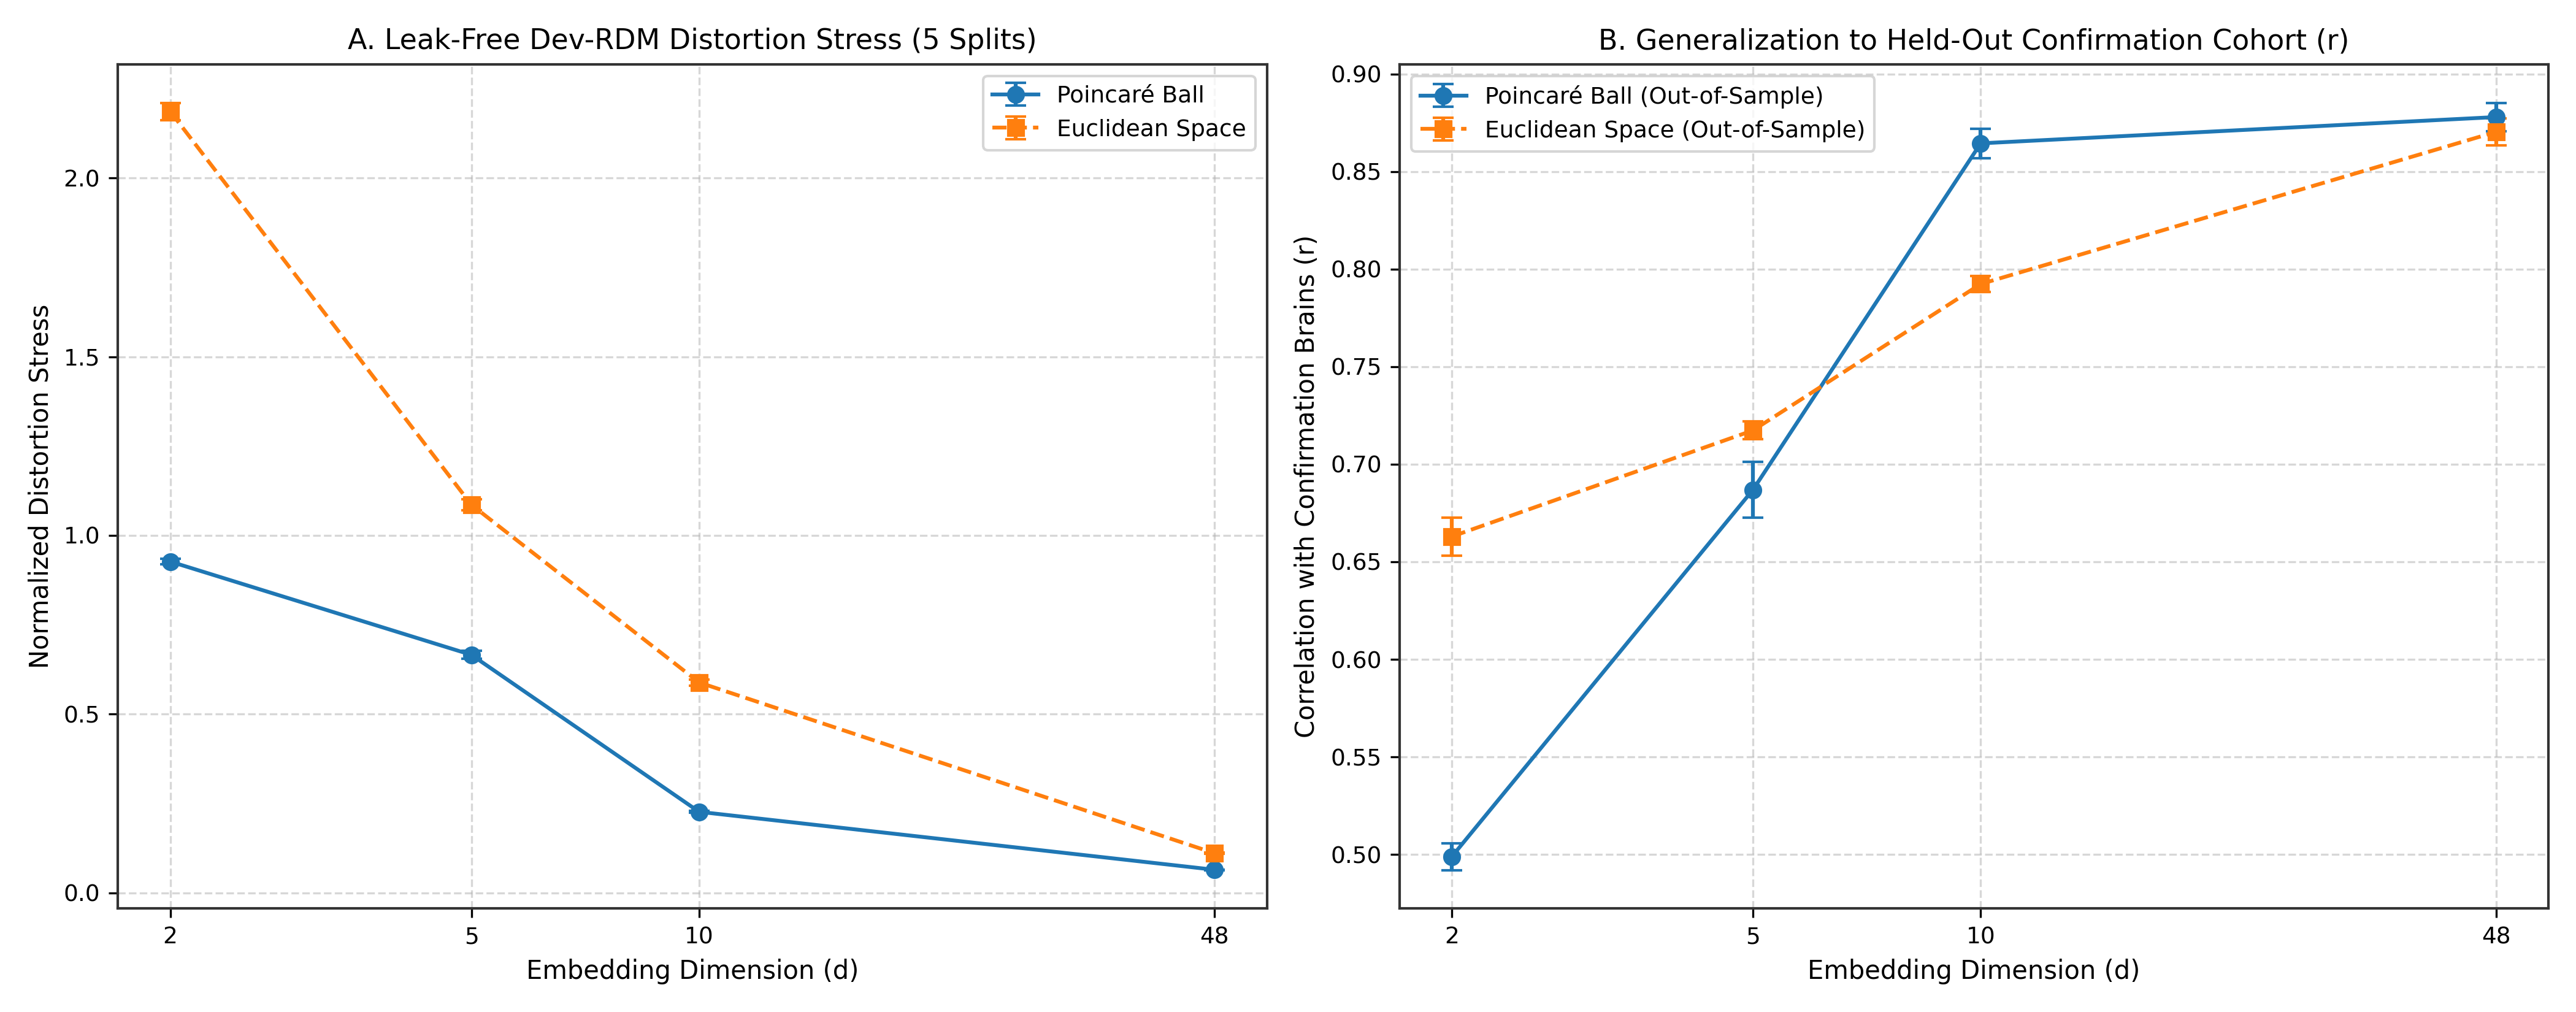 A. Leak-Free Dev-RDM Distortion Stress (5 Splits)
Poincaré Ball
Euclidean Space
Normalized Distortion Stress
2.0
1.5
1.0
0.5
0.0
2 5 10 48
Embedding Dimension (d)
B. Generalization to Held-Out Confirmation Cohort (r)
Poincaré Ball (Out-of-Sample)
Euclidean Space (Out-of-Sample)
Correlation with Confirmation Brains (r)
0.90
0.85
0.80
0.75
0.70
0.65
0.60
0.55
0.50
2 5 10 48
Embedding Dimension (d)